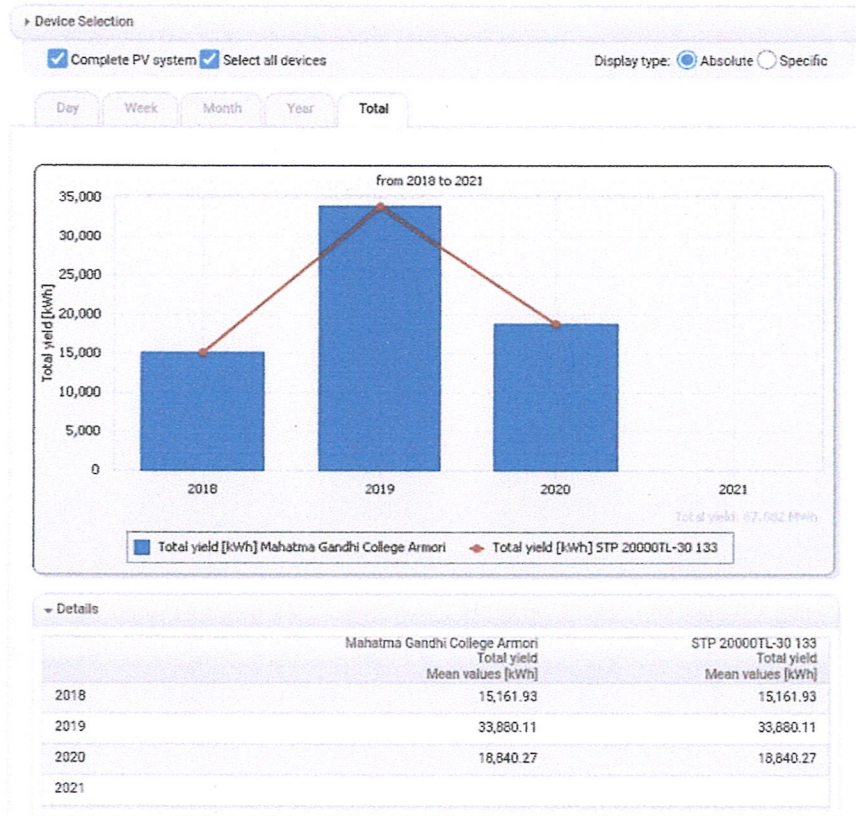 Device Selection
Complete PV system Select all devices Display type: Absolute Specific
Day Week Month Year Total
from 2018 to 2021
35,000
30,000
25,000
20,000
15,000
10,000
5,000
0
Total yield [kWh]
2018 2019 2020 2021
Total yield: 67.882 MWh
Total yield [kWh] Mahatma Gandhi College Armori Total yield [kWh] STP 20000TL-30 133
Details
Mahatma Gandhi College Armori STP 20000TL-30 133
Total yield Total yield
Mean values [kWh] Mean values [kWh]
2018 15,161.93 15,161.93
2019 33,880.11 33,880.11
2020 18,840.27 18,840.27
2021